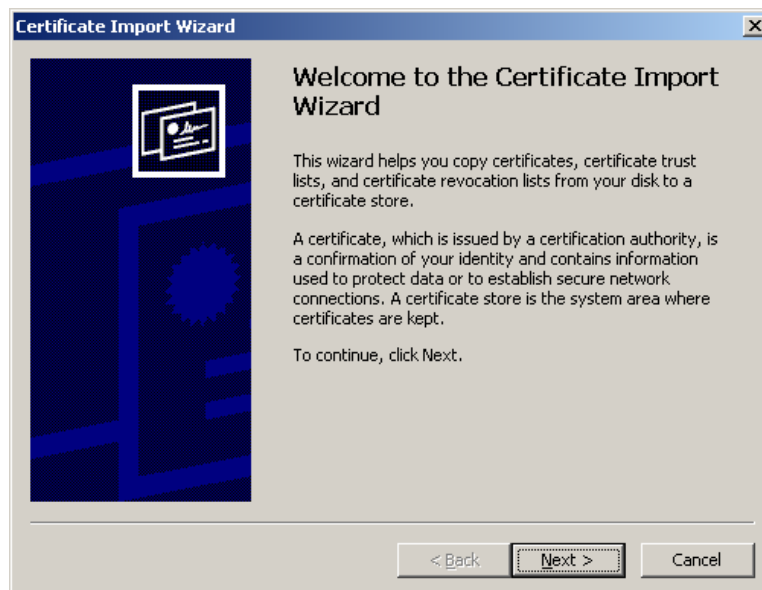 Certificate Import Wizard
Welcome to the Certificate Import
Wizard
This wizard helps you copy certificates, certificate trust
lists, and certificate revocation lists from your disk to a
certificate store.
A certificate, which is issued by a certification authority, is
a confirmation of your identity and contains information
used to protect data or to establish secure network
connections. A certificate store is the system area where
certificates are kept.
To continue, click Next.
< Back Next > Cancel